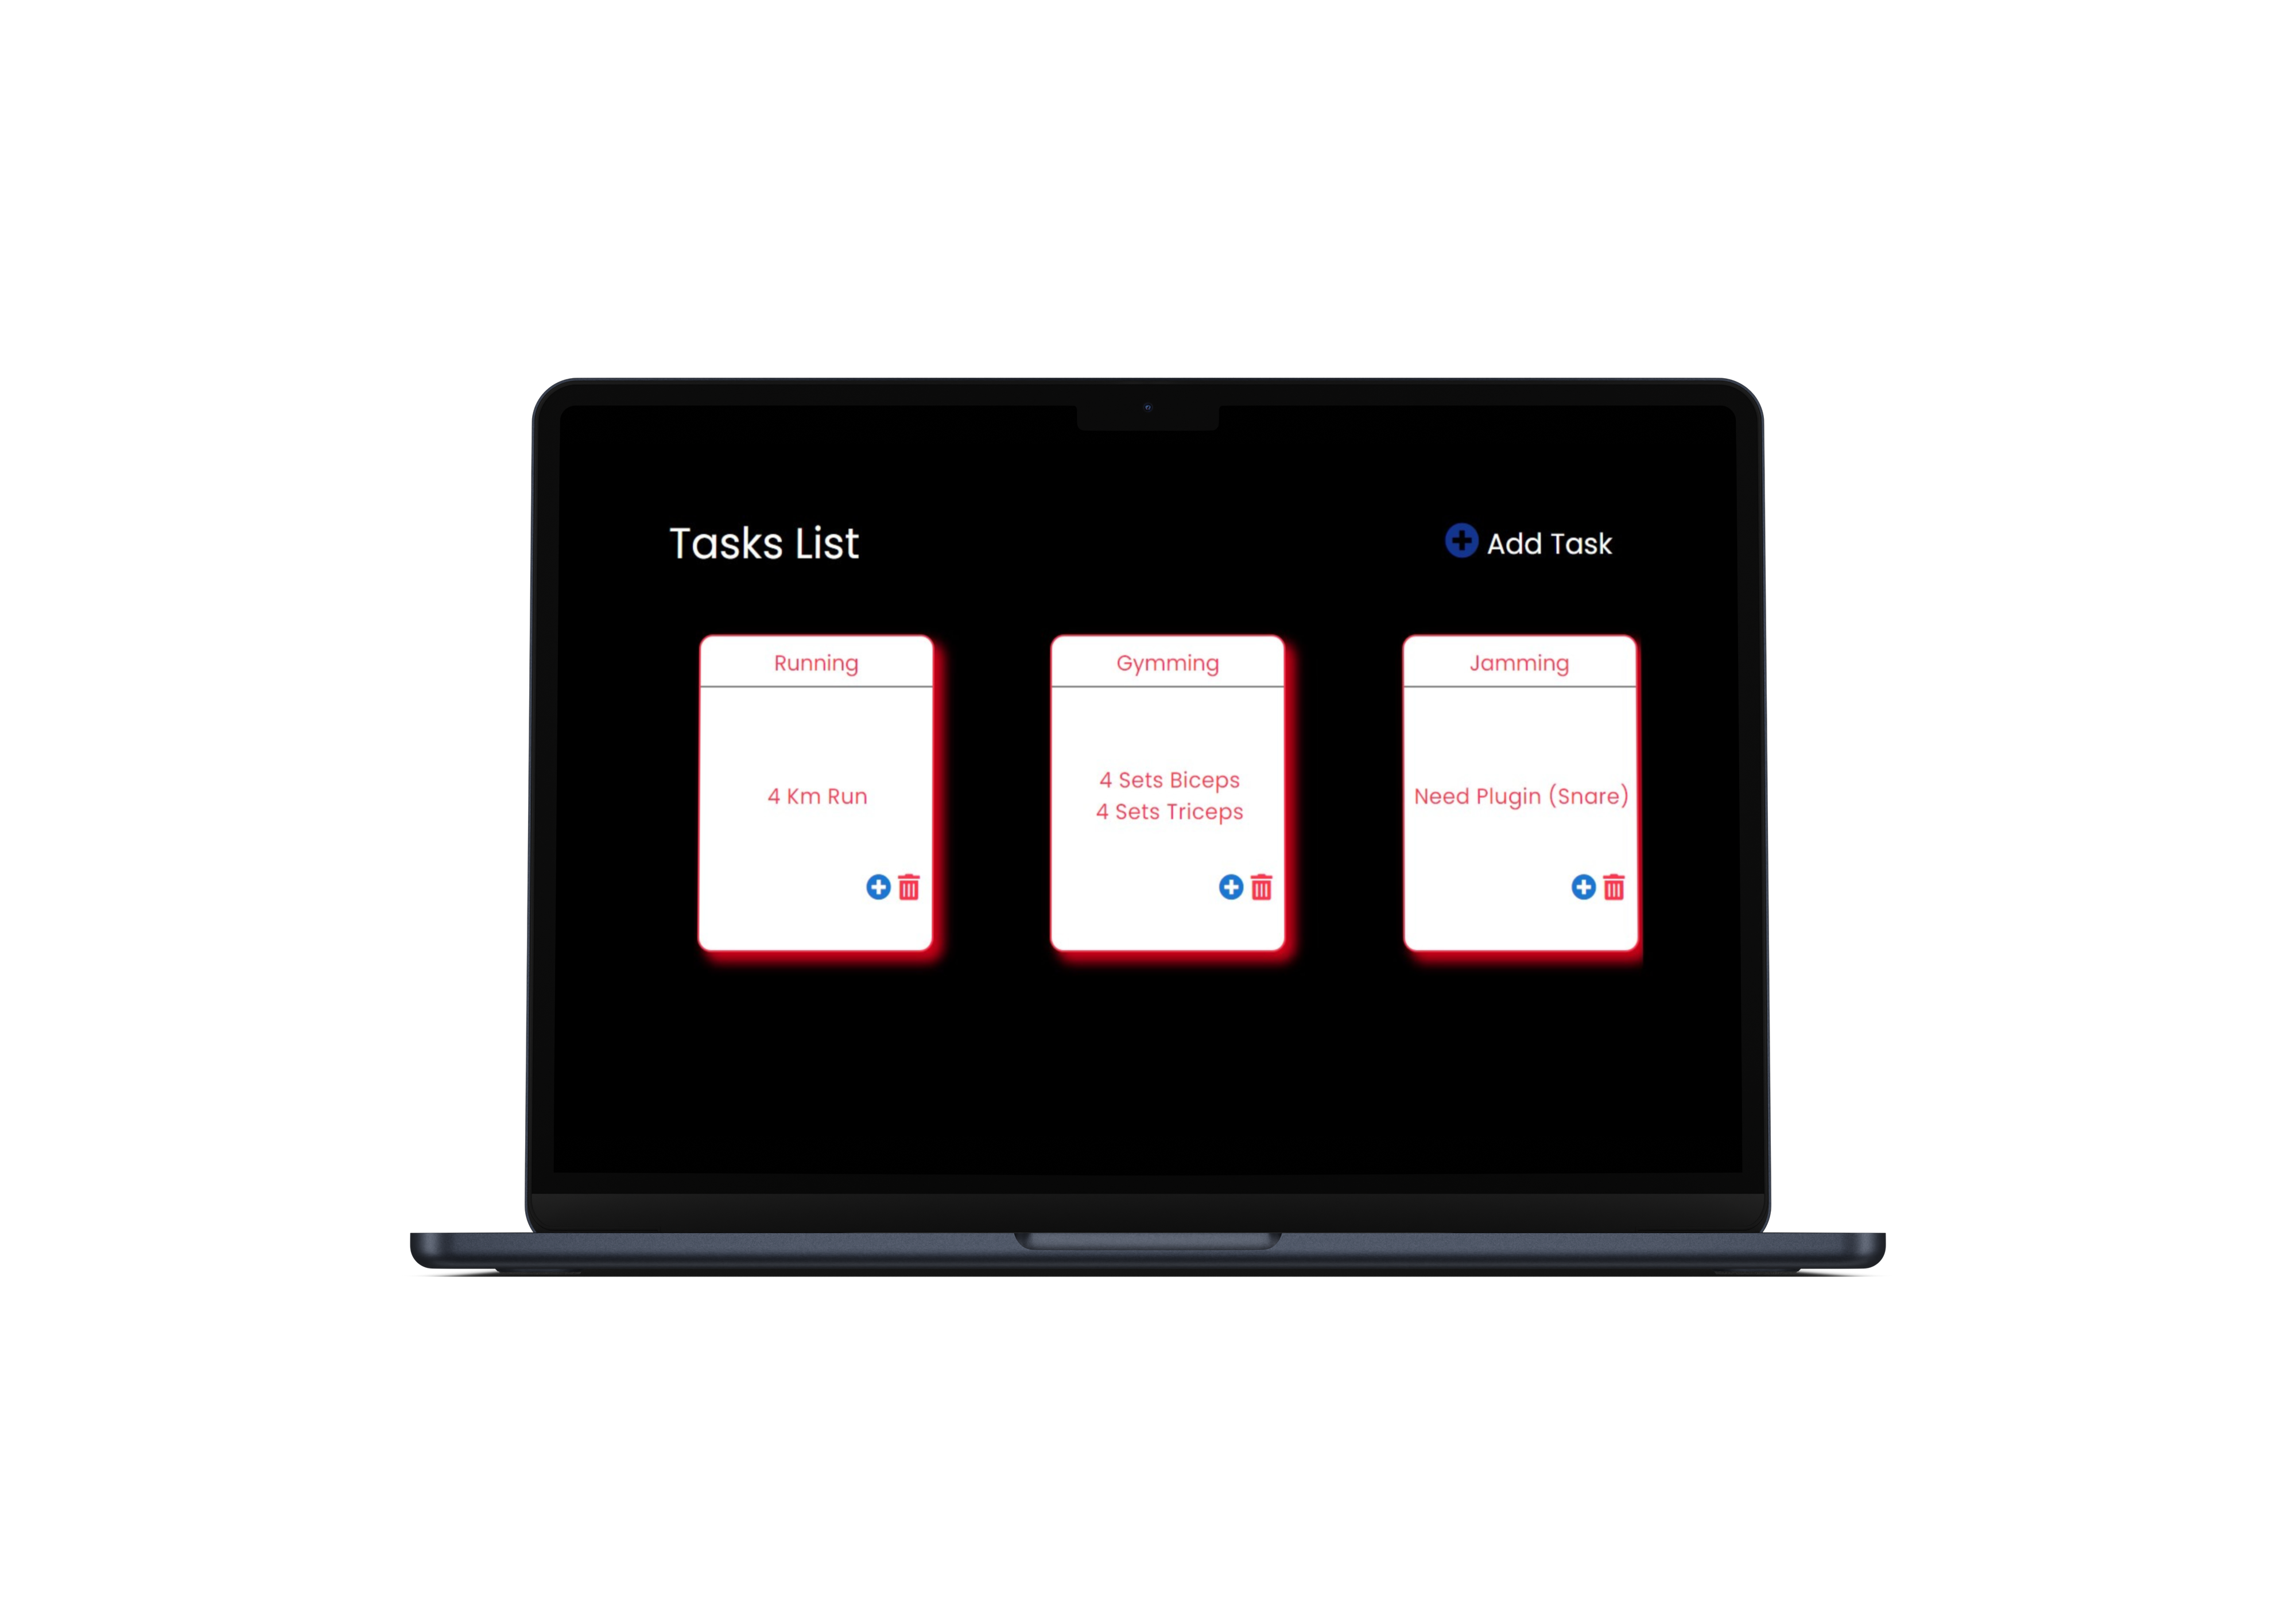 Tasks List
Add Task
Running
4 Km Run
Gymming
4 Sets Biceps
4 Sets Triceps
Jamming
Need Plugin (Snare)